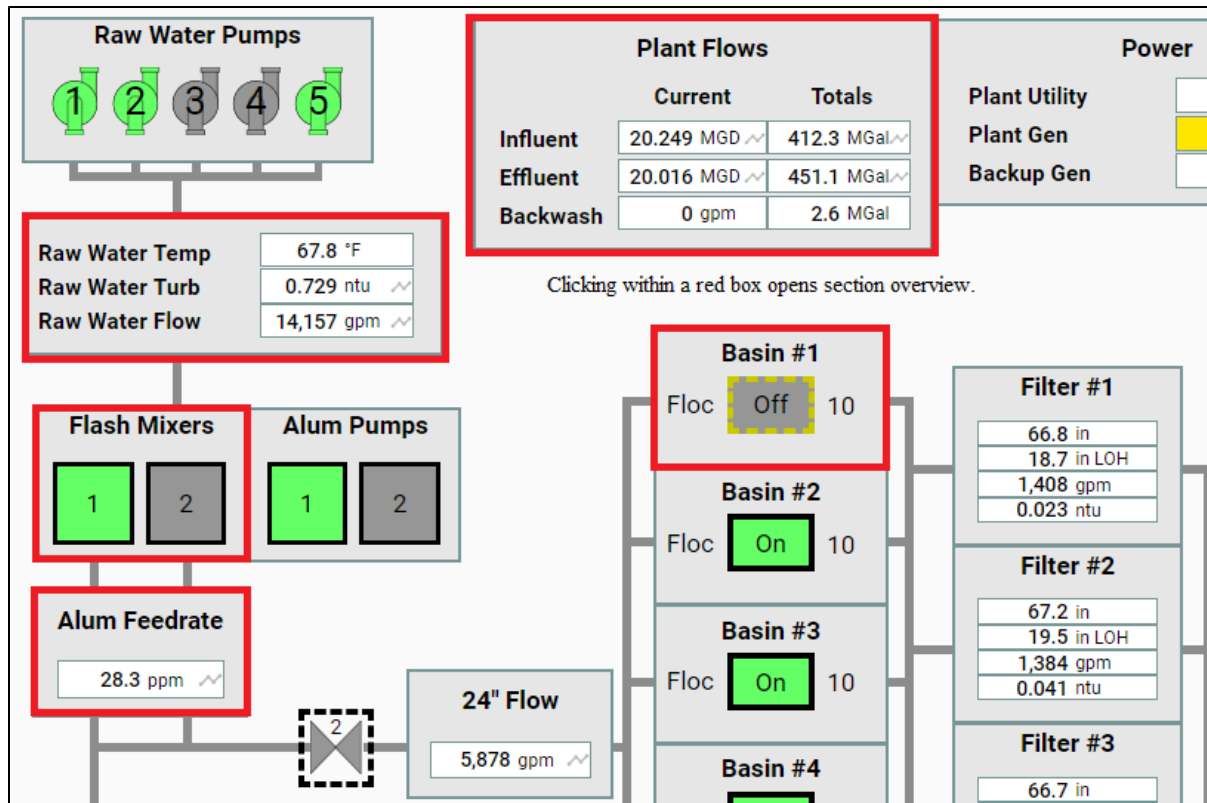 Raw Water Pumps
1 2 3 4 5
Plant Flows
Current Totals
Influent 20.249 MGD 412.3 MGal
Effluent 20.016 MGD 451.1 MGal
Backwash 0 gpm 2.6 MGal
Power
Plant Utility
Plant Gen
Backup Gen
Raw Water Temp 67.8 °F
Raw Water Turb 0.729 ntu
Raw Water Flow 14,157 gpm
Clicking within a red box opens section overview.
Flash Mixers
1 2
Alum Pumps
1 2
Alum Feedrate
28.3 ppm
2
24" Flow
5,878 gpm
Basin #1
Floc Off 10
Basin #2
Floc On 10
Basin #3
Floc On 10
Basin #4
Filter #1
66.8 in
18.7 in LOH
1,408 gpm
0.023 ntu
Filter #2
67.2 in
19.5 in LOH
1,384 gpm
0.041 ntu
Filter #3
66.7 in